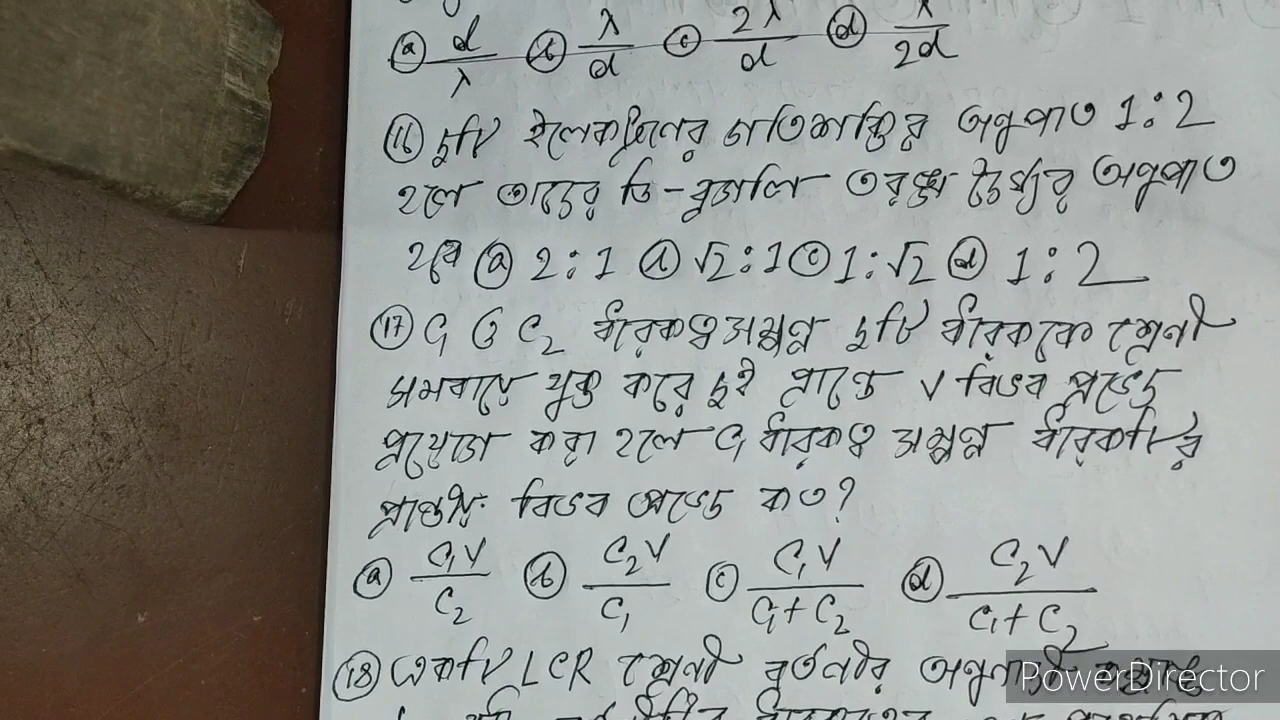 ⓐ d/λ ⓑ λ/d ⓒ 2λ/d ⓓ λ/2d
⑯ দুটি ইলেকট্রনের গতিশক্তির অনুপাত 1:2
হলে তাদের ডি-ব্রগলি তরঙ্গ দৈর্ঘ্যের অনুপাত
হবে ⓐ 2:1 ⓑ √2:1 ⓒ 1:√2 ⓓ 1:2
⑰ C₁ ও C₂ ধারকত্ব সম্পন্ন দুটি ধারককে শ্রেণী
সমবায়ে যুক্ত করে দুই প্রান্তে V বিভব প্রভেদ
প্রয়োগ করা হলে C₁ ধারকত্ব সম্পন্ন ধারকটির
প্রান্তীয় বিভব প্রভেদ কত?
ⓐ C₁V/C₂ ⓑ C₂V/C₁ ⓒ C₁V/C₁+C₂ ⓓ C₂V/C₁+C₂
⑱ একটি LCR শ্রেণী বর্তনীর অনুনাদী
PowerDirector